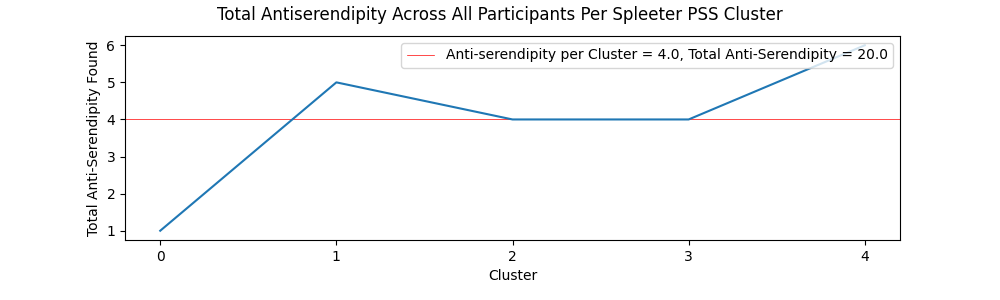 Total Antiserendipity Across All Participants Per Spleeter PSS Cluster
Anti-serendipity per Cluster = 4.0, Total Anti-Serendipity = 20.0
Total Anti-Serendipity Found
6
5
4
3
2
1
0 1 2 3 4
Cluster